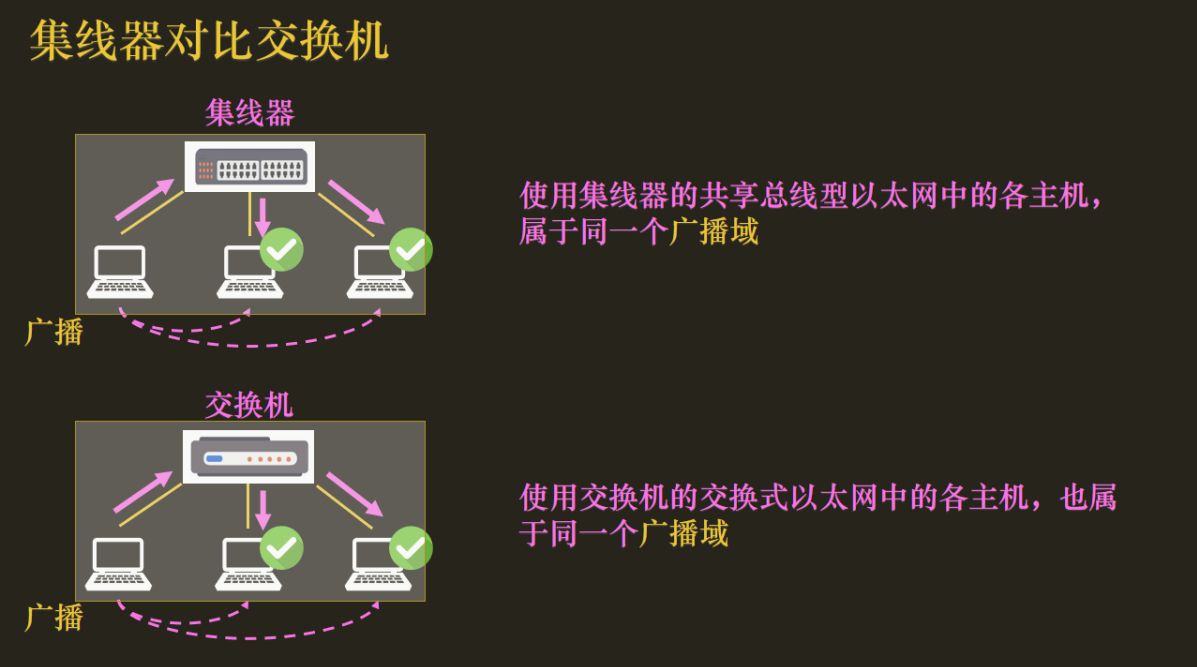 集线器对比交换机
集线器
使用集线器的共享总线型以太网中的各主机，
属于同一个广播域
广播
交换机
使用交换机的交换式以太网中的各主机，也属
于同一个广播域
广播